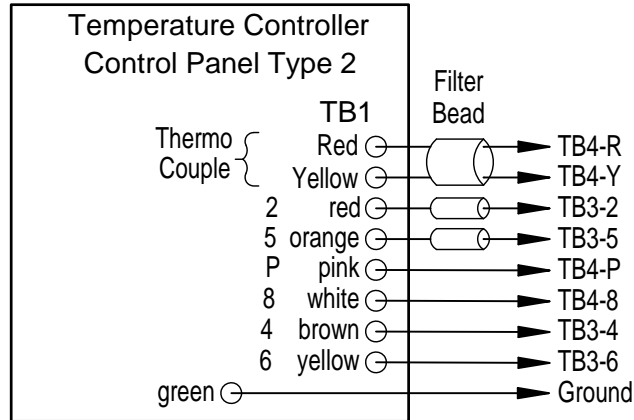 Temperature Controller
Control Panel Type 2
Filter
Bead
TB1
Thermo
Couple
Red TB4-R
Yellow TB4-Y
2 red TB3-2
5 orange TB3-5
P pink TB4-P
8 white TB4-8
4 brown TB3-4
6 yellow TB3-6
green Ground